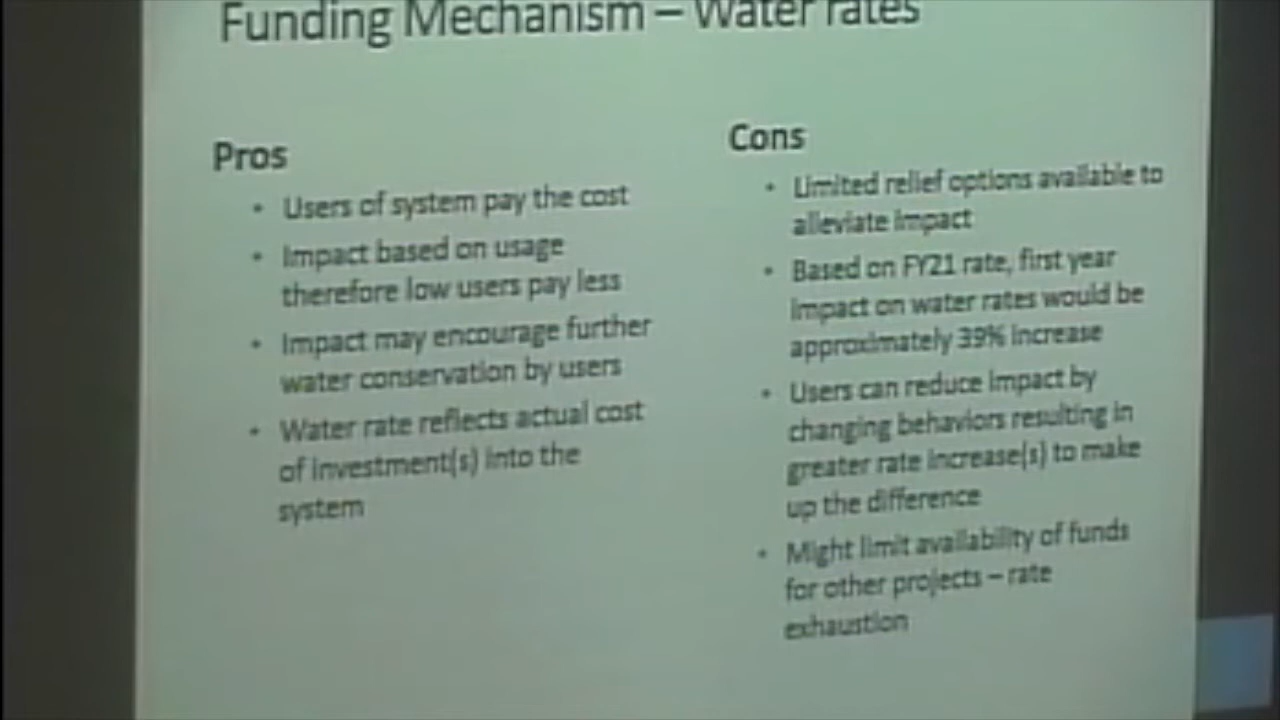 Funding Mechanism – Water rates
Pros
• Users of system pay the cost
• Impact based on usage
therefore low users pay less
• Impact may encourage further
water conservation by users
• Water rate reflects actual cost
of investment(s) into the
system
Cons
• Limited relief options available to
alleviate impact
• Based on FY21 rate, first year
impact on water rates would be
approximately 39% increase
• Users can reduce impact by
changing behaviors resulting in
greater rate increase(s) to make
up the difference
• Might limit availability of funds
for other projects – rate
exhaustion